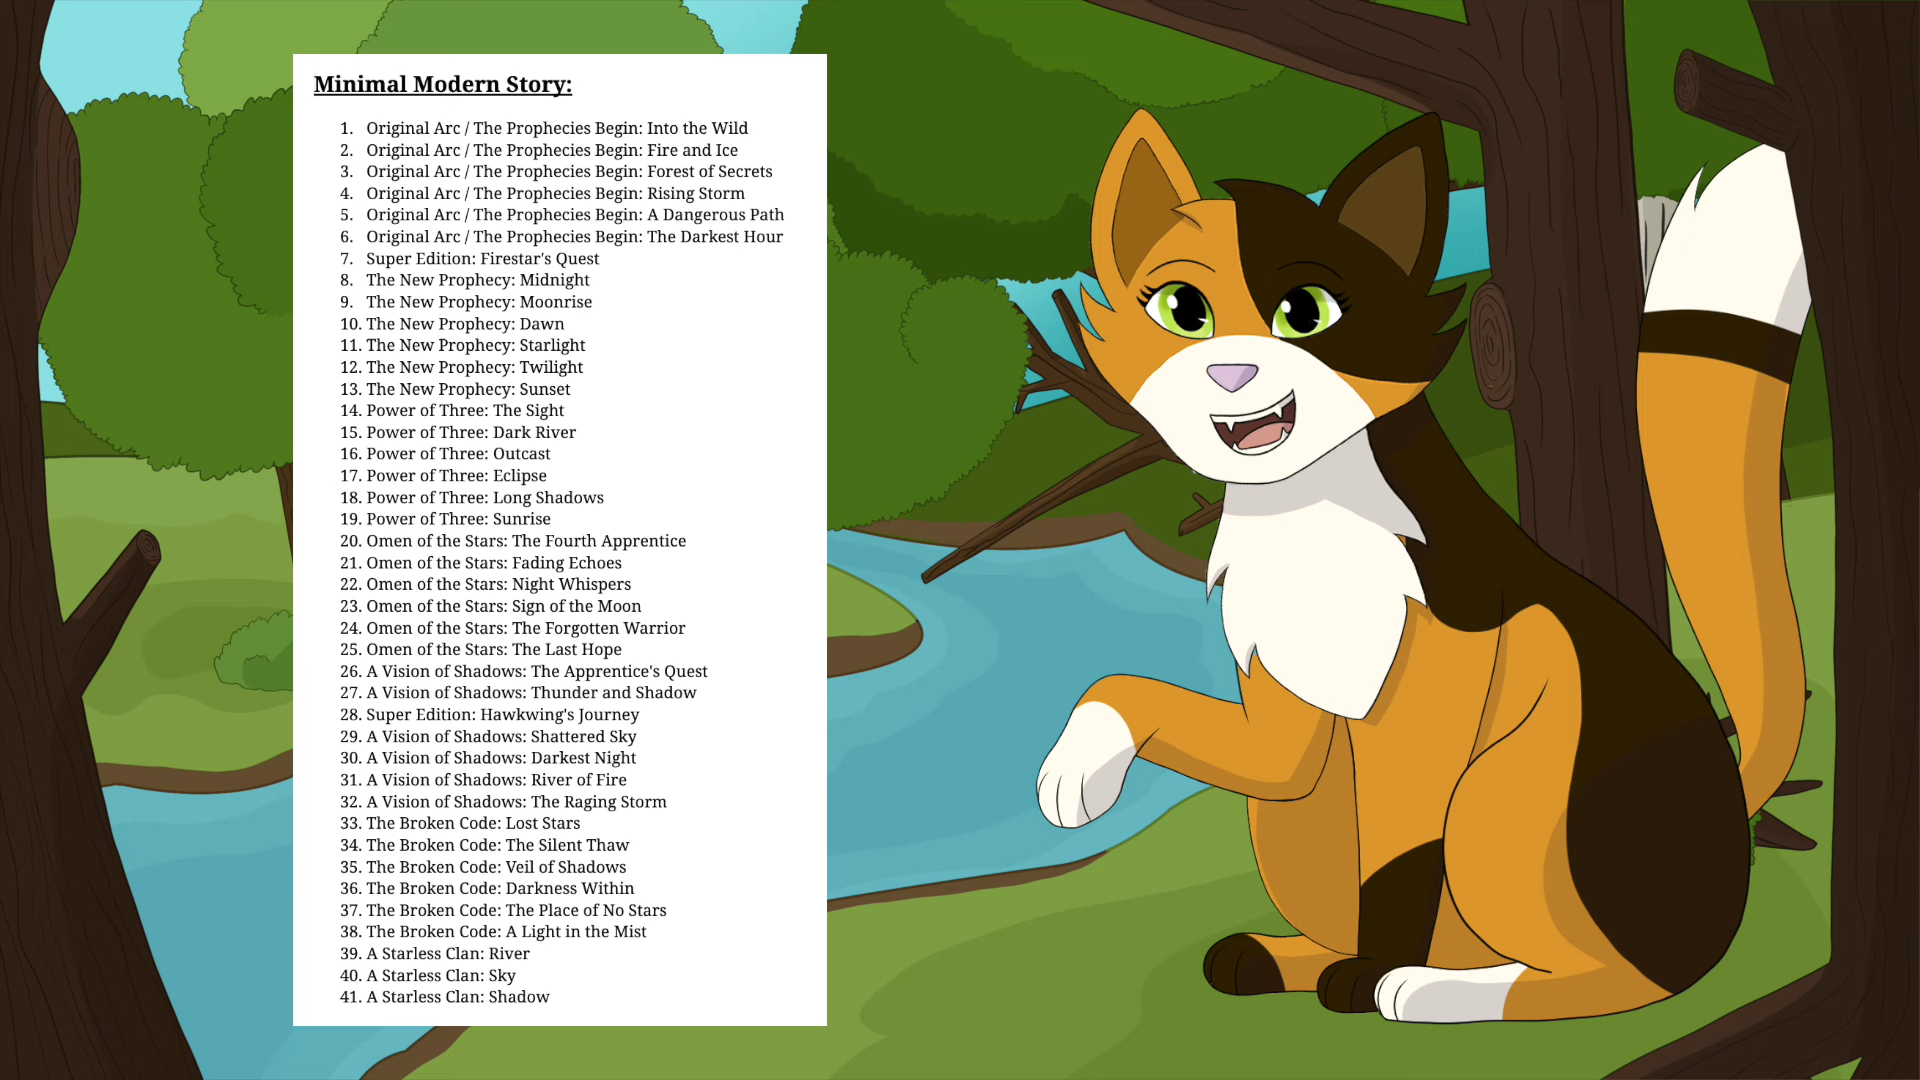 Minimal Modern Story:
1. Original Arc / The Prophecies Begin: Into the Wild
2. Original Arc / The Prophecies Begin: Fire and Ice
3. Original Arc / The Prophecies Begin: Forest of Secrets
4. Original Arc / The Prophecies Begin: Rising Storm
5. Original Arc / The Prophecies Begin: A Dangerous Path
6. Original Arc / The Prophecies Begin: The Darkest Hour
7. Super Edition: Firestar's Quest
8. The New Prophecy: Midnight
9. The New Prophecy: Moonrise
10. The New Prophecy: Dawn
11. The New Prophecy: Starlight
12. The New Prophecy: Twilight
13. The New Prophecy: Sunset
14. Power of Three: The Sight
15. Power of Three: Dark River
16. Power of Three: Outcast
17. Power of Three: Eclipse
18. Power of Three: Long Shadows
19. Power of Three: Sunrise
20. Omen of the Stars: The Fourth Apprentice
21. Omen of the Stars: Fading Echoes
22. Omen of the Stars: Night Whispers
23. Omen of the Stars: Sign of the Moon
24. Omen of the Stars: The Forgotten Warrior
25. Omen of the Stars: The Last Hope
26. A Vision of Shadows: The Apprentice's Quest
27. A Vision of Shadows: Thunder and Shadow
28. Super Edition: Hawkwing's Journey
29. A Vision of Shadows: Shattered Sky
30. A Vision of Shadows: Darkest Night
31. A Vision of Shadows: River of Fire
32. A Vision of Shadows: The Raging Storm
33. The Broken Code: Lost Stars
34. The Broken Code: The Silent Thaw
35. The Broken Code: Veil of Shadows
36. The Broken Code: Darkness Within
37. The Broken Code: The Place of No Stars
38. The Broken Code: A Light in the Mist
39. A Starless Clan: River
40. A Starless Clan: Sky
41. A Starless Clan: Shadow